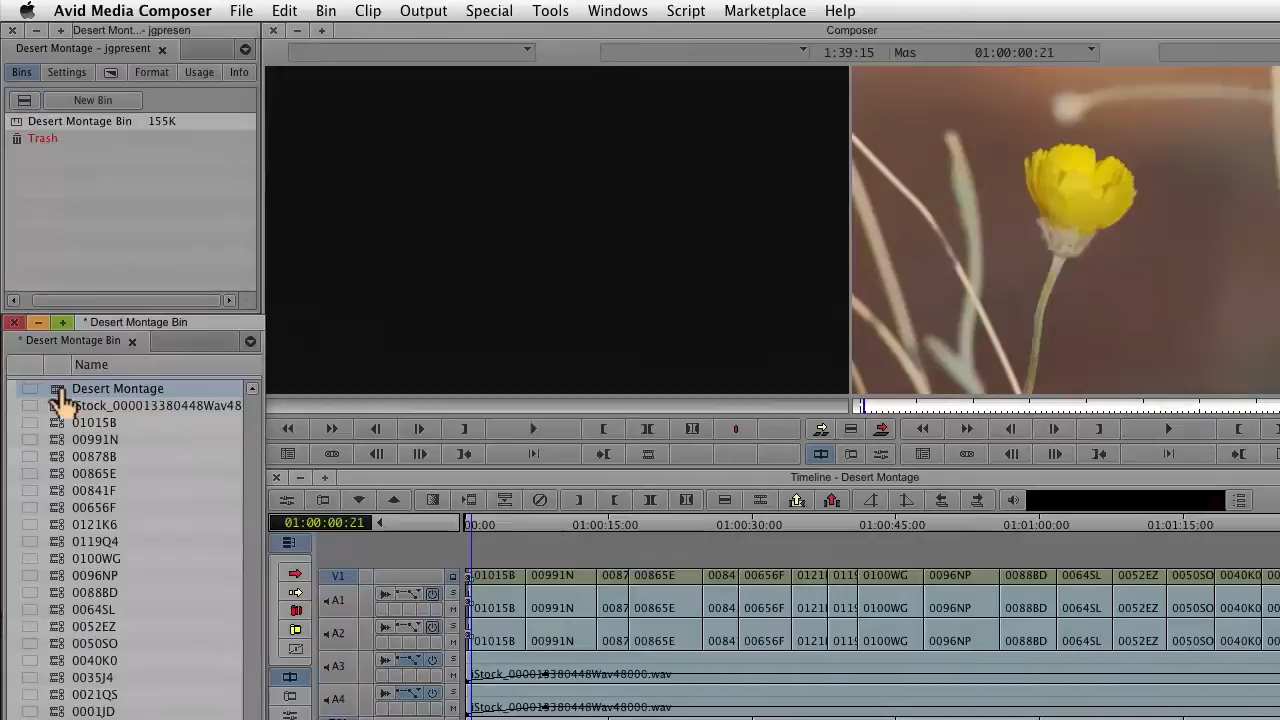 Avid Media Composer File Edit Bin Clip Output Special Tools Windows Script Marketplace Help
Desert Mont...- jgpresen
Composer
Desert Montage - jgpresent
1:39:15 Mas 01:00:00:21
Bins Settings Format Usage Info
New Bin
Desert Montage Bin 155K
Trash
* Desert Montage Bin
* Desert Montage Bin
Name
Desert Montage
Stock_000013380448Wav48
01015B
00991N
00878B
00865E
00841F
00656F
0121K6
0119Q4
0100WG
0096NP
0088BD
0064SL
0052EZ
0050SO
0040K0
0035J4
0021QS
0001JD
Timeline - Desert Montage
01:00:00:21
00:00 01:00:15:00 01:00:30:00 01:00:45:00 01:01:00:00 01:01:15:00
V1 01015B 00991N 0087 00865E 0084 00656F 0121 0119 0100WG 0096NP 0088BD 0064SL 0052EZ 0050SO 0040K0
A1 S M 01015B 00991N 0087 00865E 0084 00656F 0121 0119 0100WG 0096NP 0088BD 0064SL 0052EZ 0050SO 0040K0
A2 S M 01015B 00991N 0087 00865E 0084 00656F 0121 0119 0100WG 0096NP 0088BD 0064SL 0052EZ 0050SO 0040K0
A3 S M iStock_000013380448Wav48000.wav
A4 S M iStock_000013380448Wav48000.wav